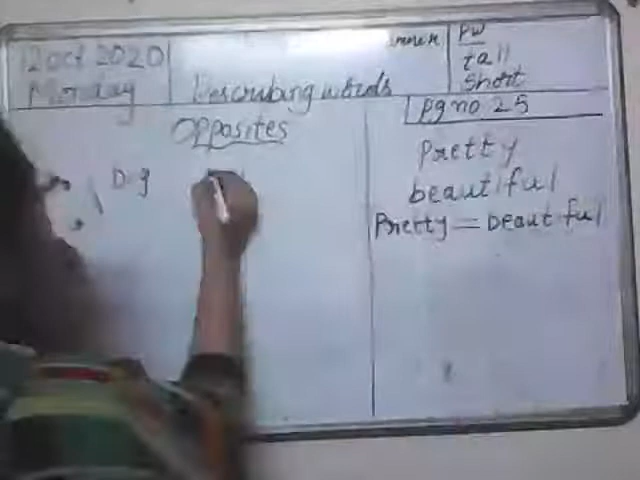 12 Oct 2020
Monday
Describing words
PW
tall
Short
Pg no 25
Opposites
Big
Pretty
beautiful
Pretty = beautiful